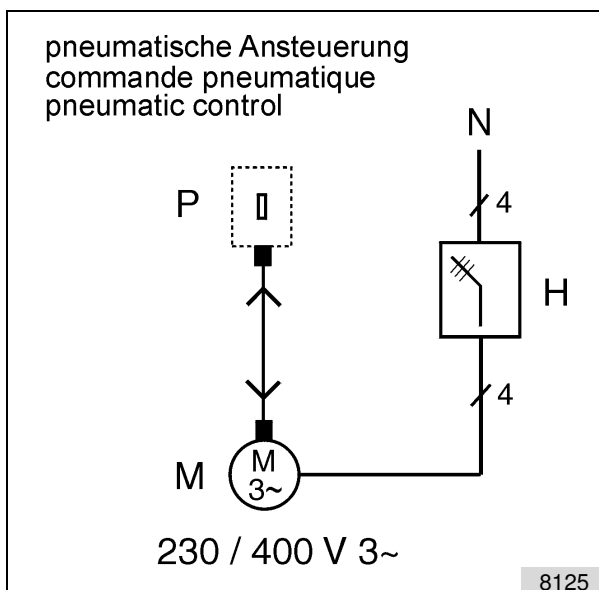 pneumatische Ansteuerung
commande pneumatique
pneumatic control
N
P
4
H
4
M
M
3~
230 / 400 V 3~
8125